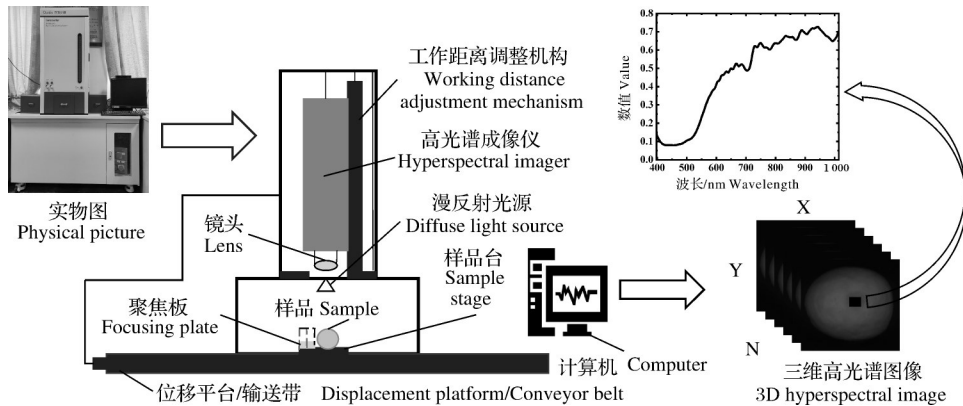 实物图
Physical picture
工作距离调整机构
Working distance
adjustment mechanism
高光谱成像仪
Hyperspectral imager
漫反射光源
Diffuse light source
镜头
Lens
样品台
Sample
stage
聚焦板
Focusing plate
样品 Sample
位移平台/输送带 Displacement platform/Conveyor belt
计算机 Computer
数值 Value
0.8
0.7
0.6
0.5
0.4
0.3
0.2
0.1
0.0
400 500 600 700 800 900 1 000
波长/nm Wavelength
X
Y
N
三维高光谱图像
3D hyperspectral image